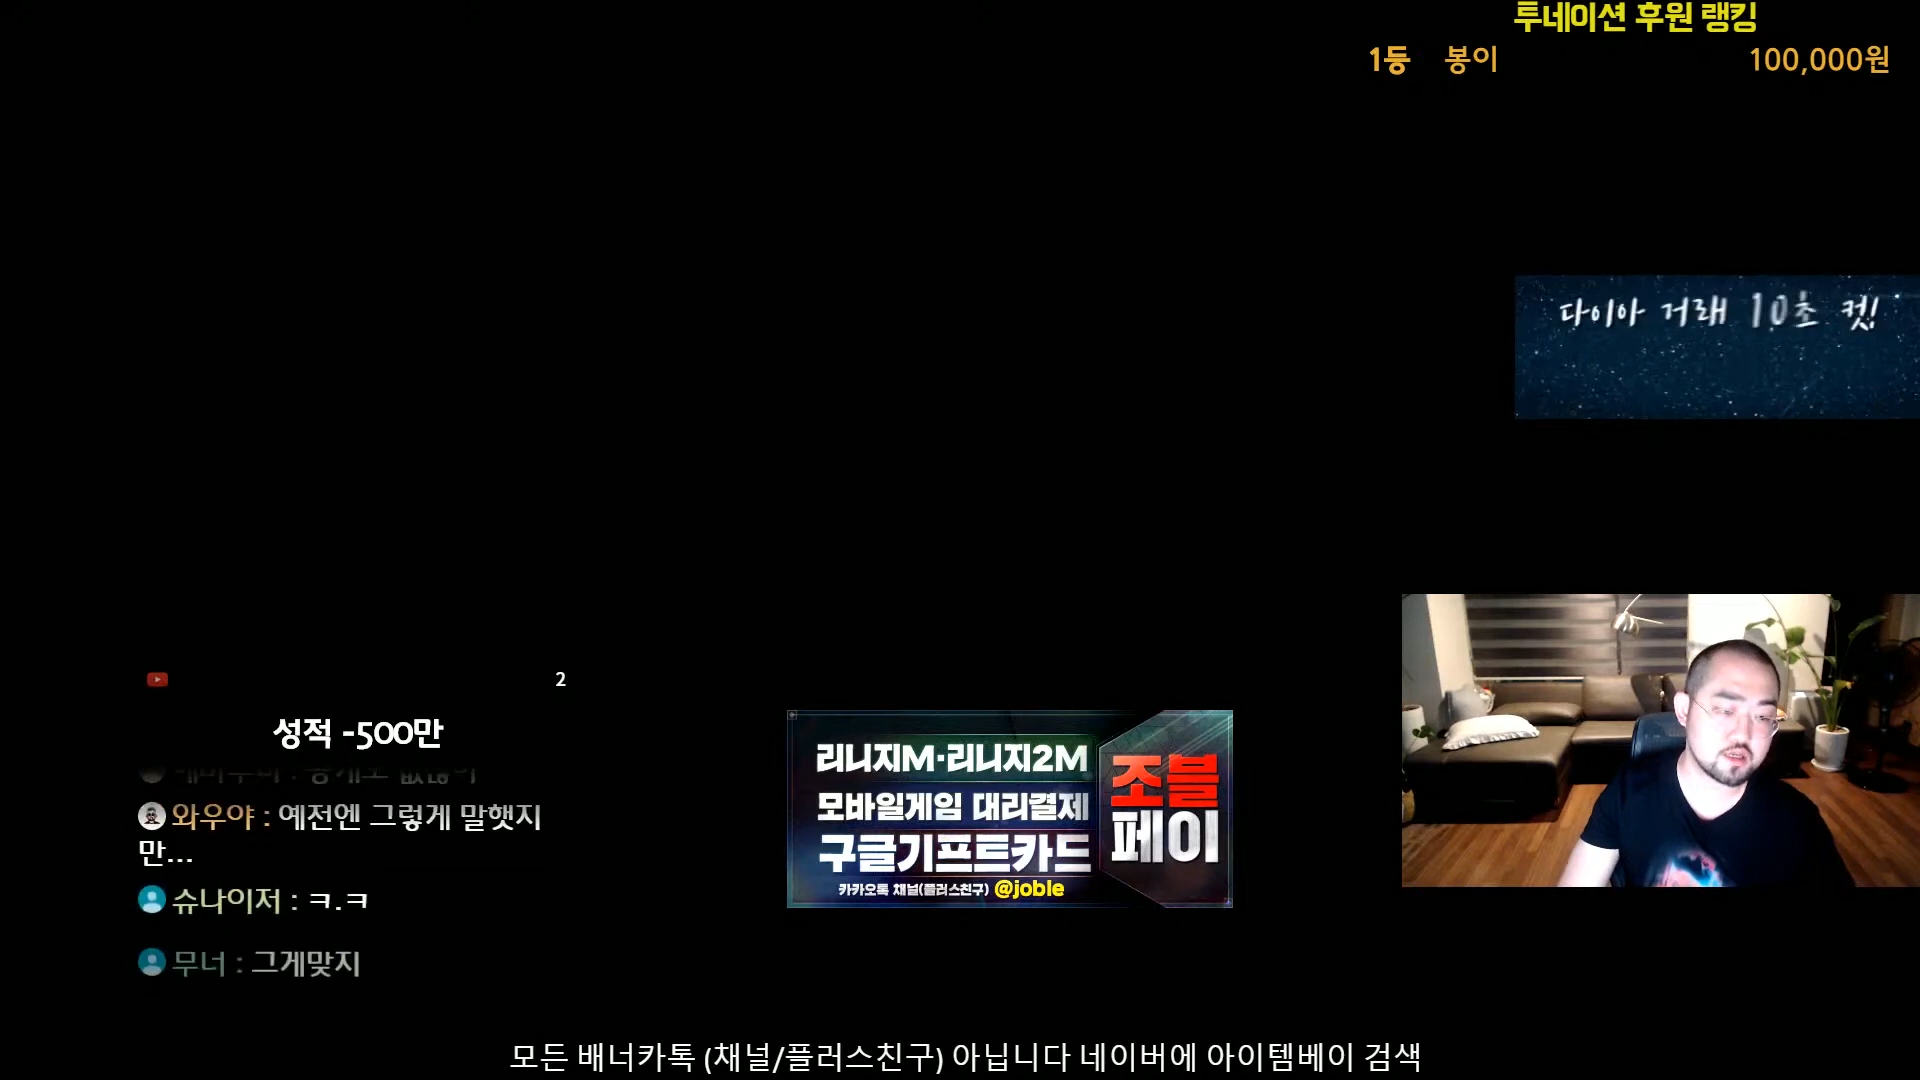 투네이션 후원 랭킹
1등 봉이 100,000원
다이아 거래 10초 컷!
2
성적 -500만
와우야 : 예전엔 그렇게 말햇지
만...
슈나이저 : ㅋ.ㅋ
무너 : 그게맞지
리니지M·리니지2M
모바일게임 대리결제
구글기프트카드
카카오톡 채널(플러스친구) @joble
조블
페이
모든 배너카톡 (채널/플러스친구) 아닙니다 네이버에 아이템베이 검색